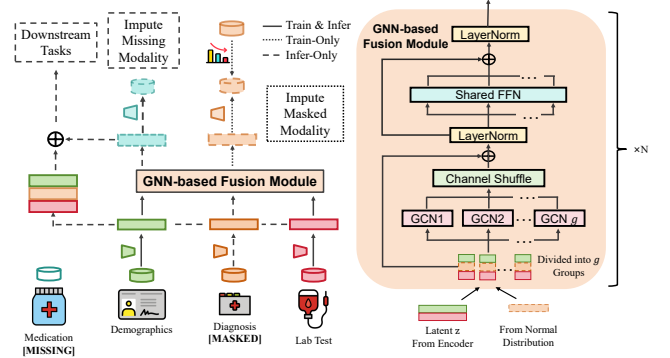 Downstream
Tasks
Impute
Missing
Modality
Train & Infer
Train-Only
Infer-Only
Impute
Masked
Modality
GNN-based Fusion Module
Medication
[MISSING]
Demographics
Diagnosis
[MASKED]
Lab Test
GNN-based
Fusion Module
LayerNorm
...
Shared FFN
...
LayerNorm
Channel Shuffle
...
GCN1
GCN2
...
GCN g
...
...
Divided into g
Groups
×N
Latent z
From Encoder
From Normal
Distribution